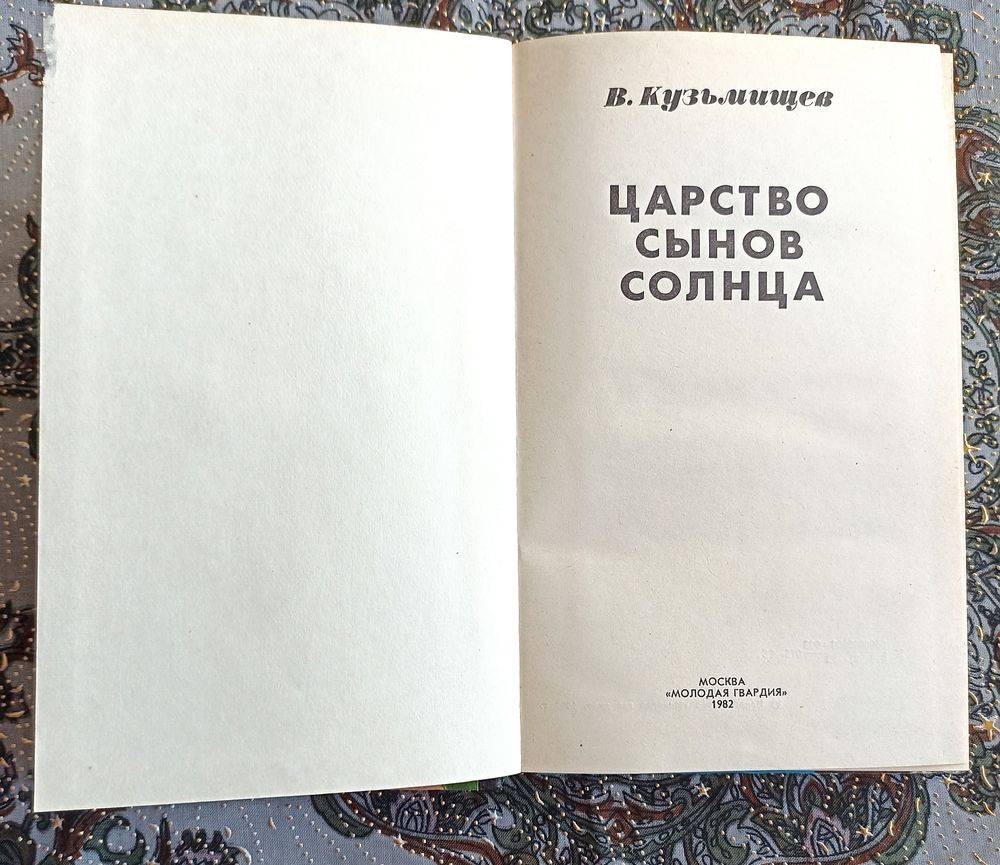 В. Кузьмищев
ЦАРСТВО
СЫНОВ
СОЛНЦА
МОСКВА
«МОЛОДАЯ ГВАРДИЯ»
1982